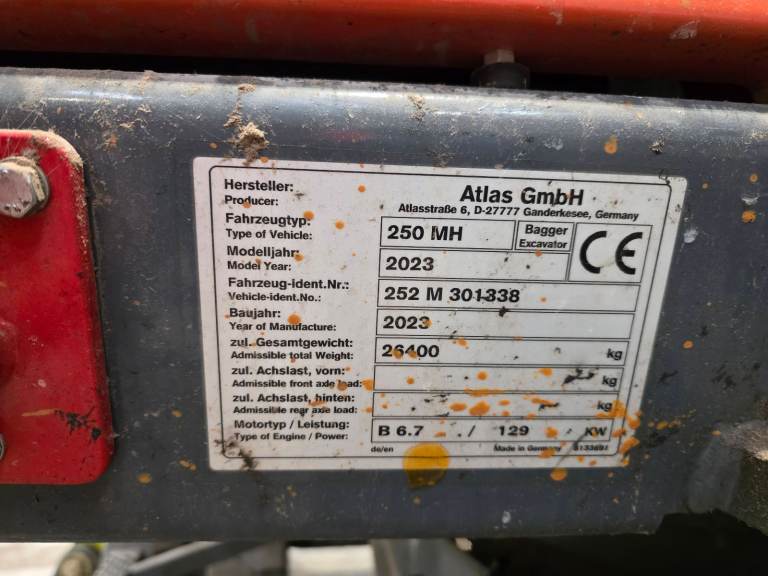 Hersteller:
Producer:
Atlas GmbH
Atlasstraße 6, D-27777 Ganderkesee, Germany
Fahrzeugtyp:
Type of Vehicle:
250 MH
Bagger
Excavator
CE
Modelljahr:
Model Year:
2023
Fahrzeug-ident.Nr.:
Vehicle-ident.No.:
252 M 301338
Baujahr:
Year of Manufacture:
2023
zul. Gesamtgewicht:
Admissible total Weight:
26400 kg
zul. Achslast, vorn:
Admissible front axle load:
kg
zul. Achslast, hinten:
Admissible rear axle load:
kg
Motortyp / Leistung:
Type of Engine / Power:
B 6.7 ./ 129 KW
de/en
Made in Germany